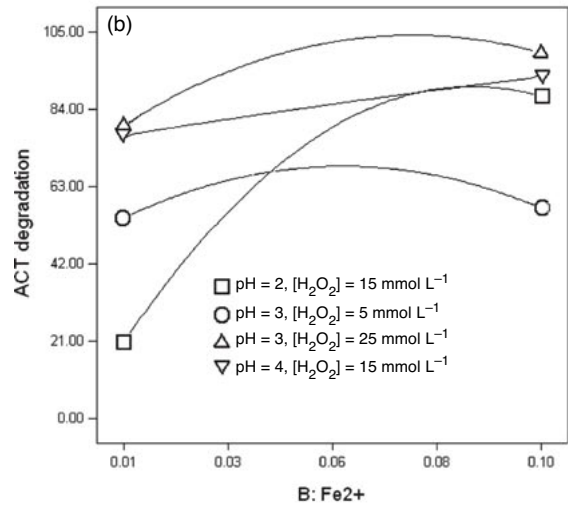 (b)
105.00
84.00
63.00
42.00
21.00
0.00
ACT degradation
pH = 2, [H₂O₂] = 15 mmol L⁻¹
pH = 3, [H₂O₂] = 5 mmol L⁻¹
pH = 3, [H₂O₂] = 25 mmol L⁻¹
pH = 4, [H₂O₂] = 15 mmol L⁻¹
0.01 0.03 0.06 0.08 0.10
B: Fe2+